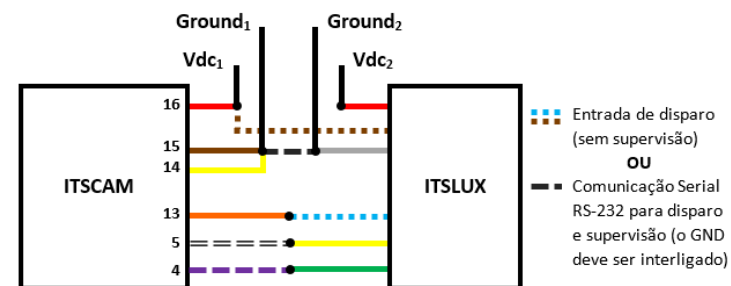 Ground₁
Ground₂
Vdc₁
Vdc₂
16
15
14
ITSCAM
ITSLUX
13
5
4
Entrada de disparo
(sem supervisão)
OU
Comunicação Serial
RS-232 para disparo
e supervisão (o GND
deve ser interligado)